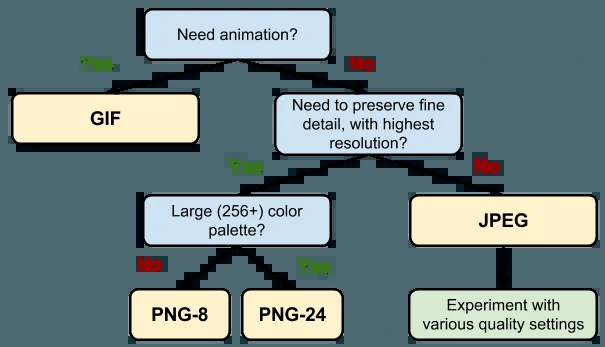 Need animation?
Yes
No
GIF
Need to preserve fine
detail, with highest
resolution?
Yes
No
Large (256+) color
palette?
JPEG
No
Yes
PNG-8
PNG-24
Experiment with
various quality settings